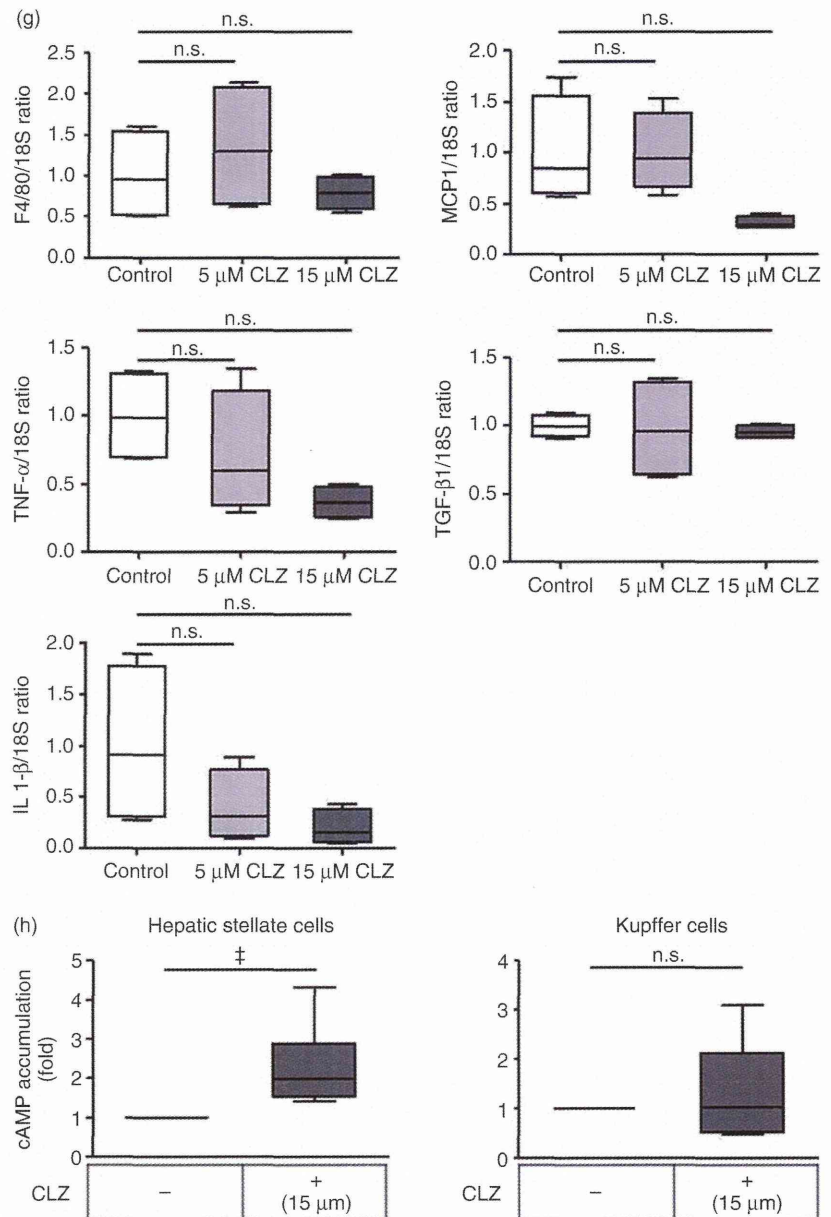 (g)
n.s.
n.s.
F4/80/18S ratio
2.5
2.0
1.5
1.0
0.5
0.0
Control 5 μM CLZ 15 μM CLZ
n.s.
n.s.
MCP1/18S ratio
2.0
1.5
1.0
0.5
0.0
Control 5 μM CLZ 15 μM CLZ
n.s.
n.s.
TNF-α/18S ratio
1.5
1.0
0.5
0.0
Control 5 μM CLZ 15 μM CLZ
n.s.
n.s.
TGF-β1/18S ratio
1.5
1.0
0.5
0.0
Control 5 μM CLZ 15 μM CLZ
n.s.
n.s.
IL 1-β/18S ratio
2.0
1.5
1.0
0.5
0.0
Control 5 μM CLZ 15 μM CLZ
(h)
Hepatic stellate cells
‡
cAMP accumulation
(fold)
5
4
3
2
1
0
CLZ – +
(15 μm)
Kupffer cells
n.s.
4
3
2
1
0
CLZ – +
(15 μm)